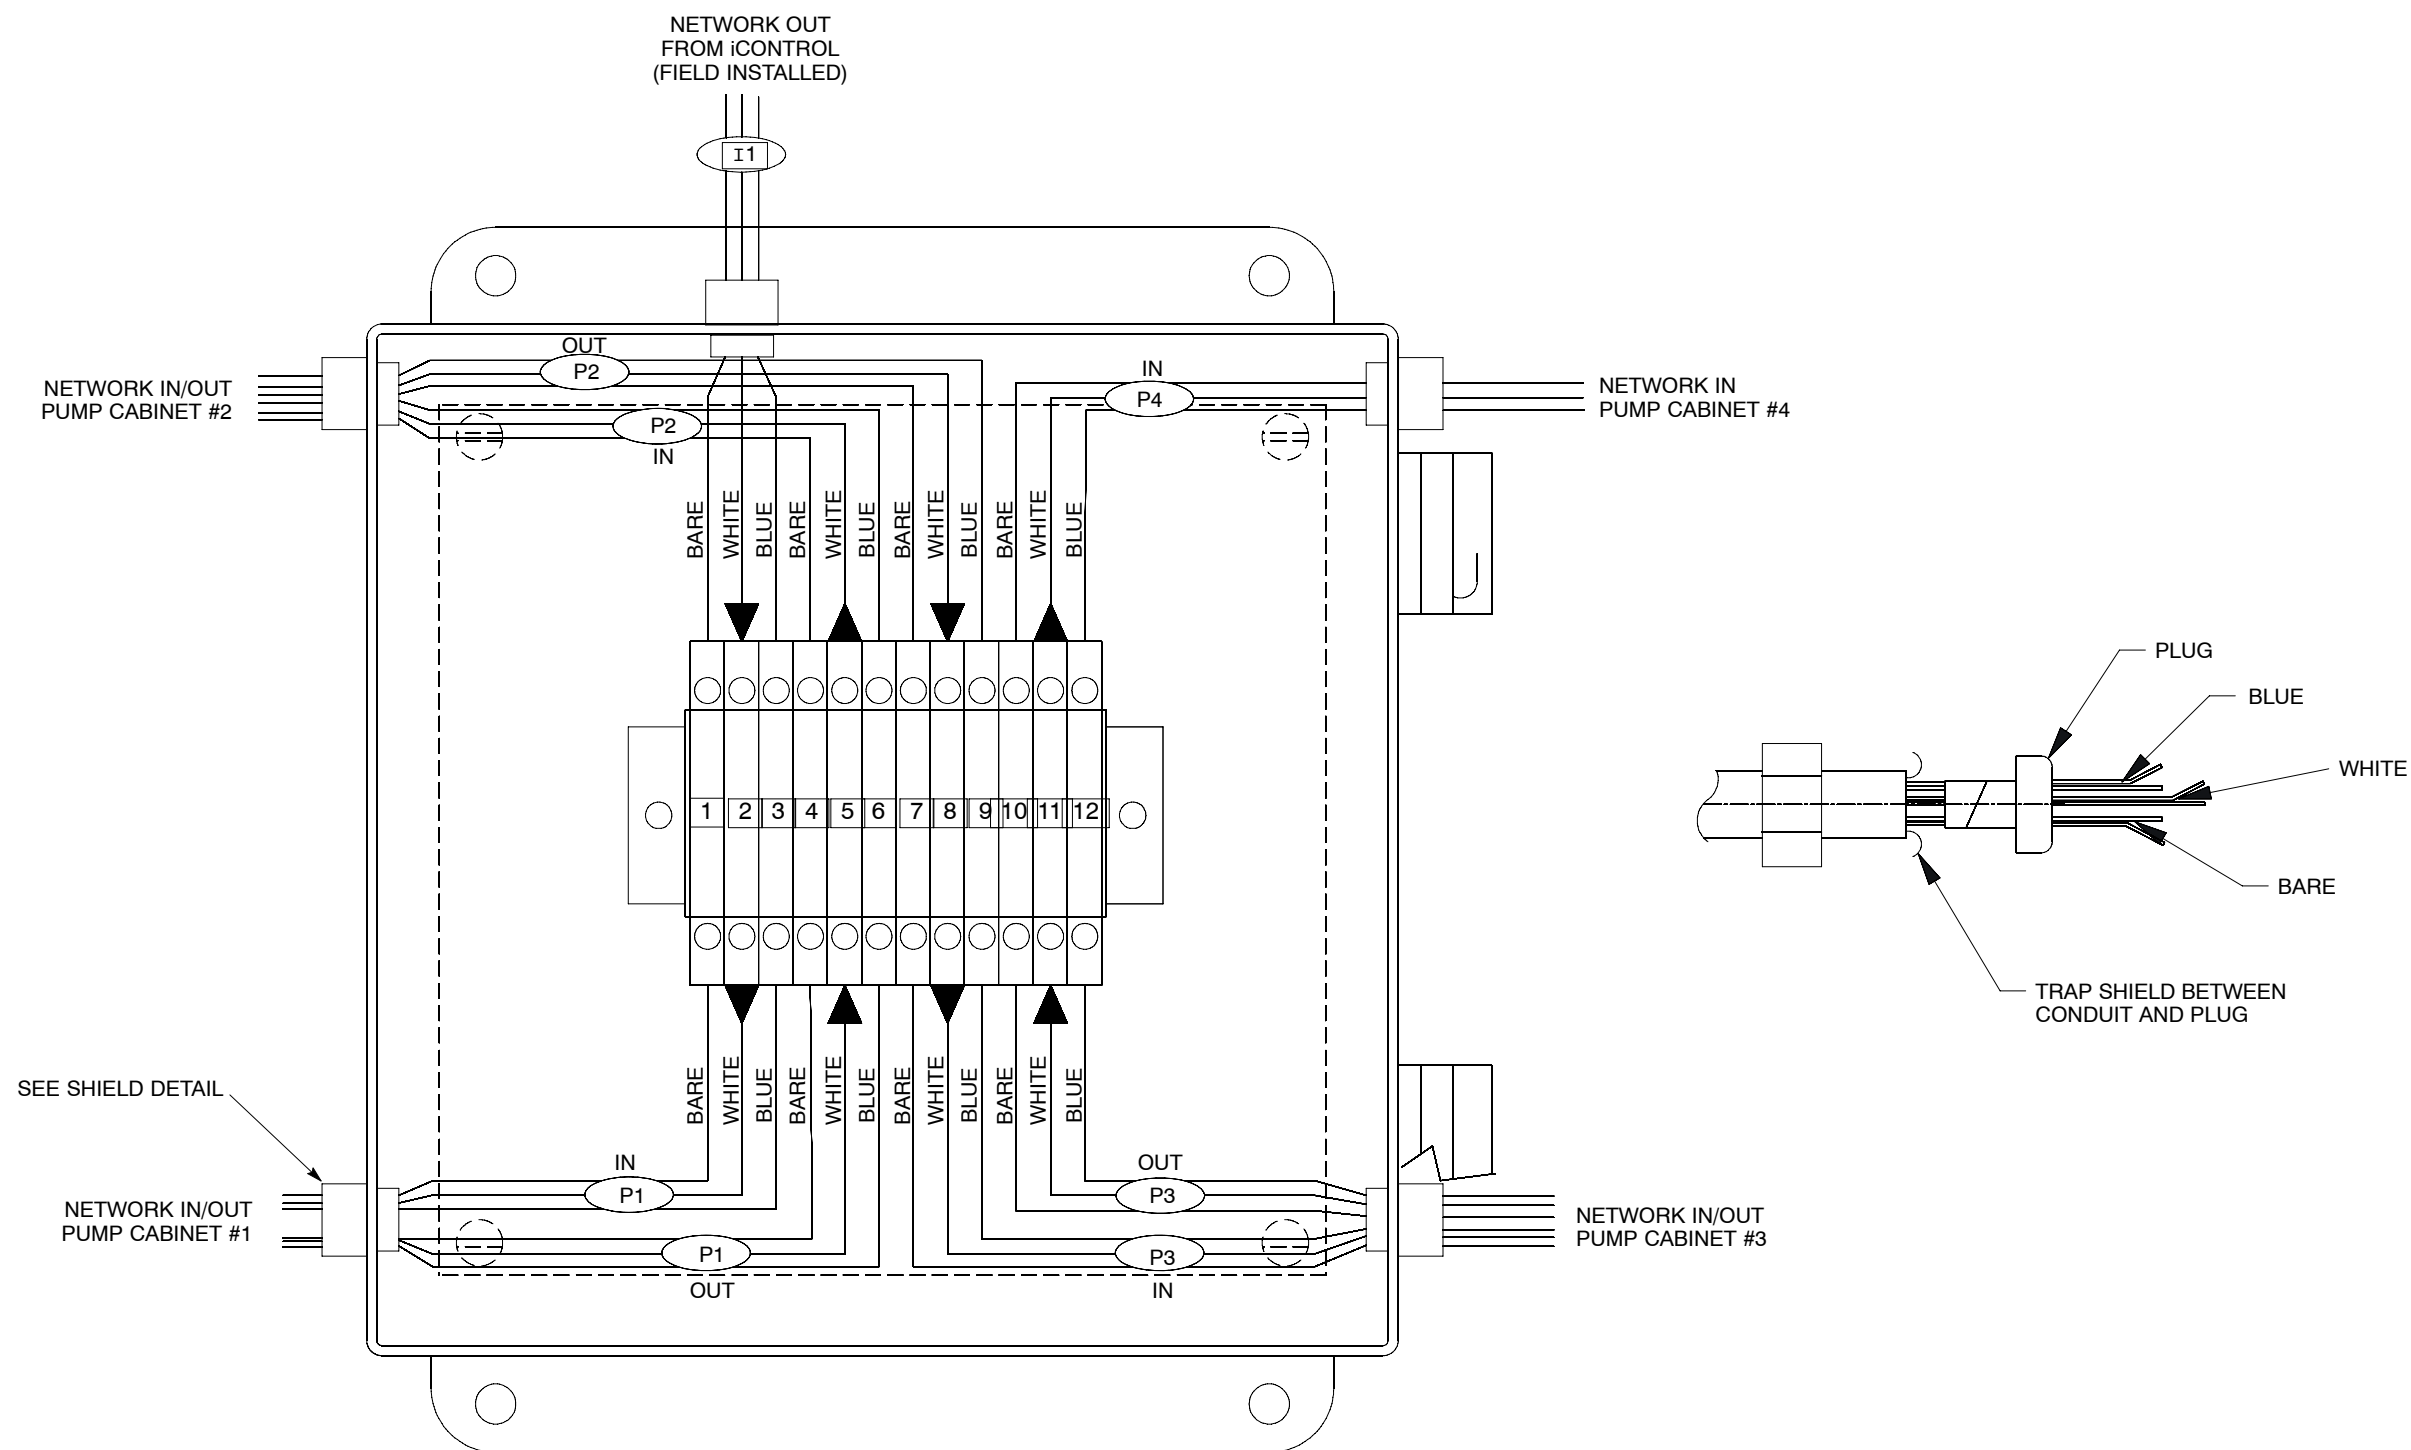 NETWORK OUT
FROM iCONTROL
(FIELD INSTALLED)
I1
OUT
P2
NETWORK IN/OUT
PUMP CABINET #2
P2
IN
IN
P4
NETWORK IN
PUMP CABINET #4
BARE
WHITE
BLUE
BARE
WHITE
BLUE
BARE
WHITE
BLUE
BARE
WHITE
BLUE
1 2 3 4 5 6 7 8 9 10 11 12
PLUG
BLUE
WHITE
BARE
TRAP SHIELD BETWEEN
CONDUIT AND PLUG
BARE
WHITE
BLUE
BARE
WHITE
BLUE
BARE
WHITE
BLUE
BARE
WHITE
BLUE
SEE SHIELD DETAIL
IN
P1
NETWORK IN/OUT
PUMP CABINET #1
P1
OUT
OUT
P3
NETWORK IN/OUT
PUMP CABINET #3
P3
IN